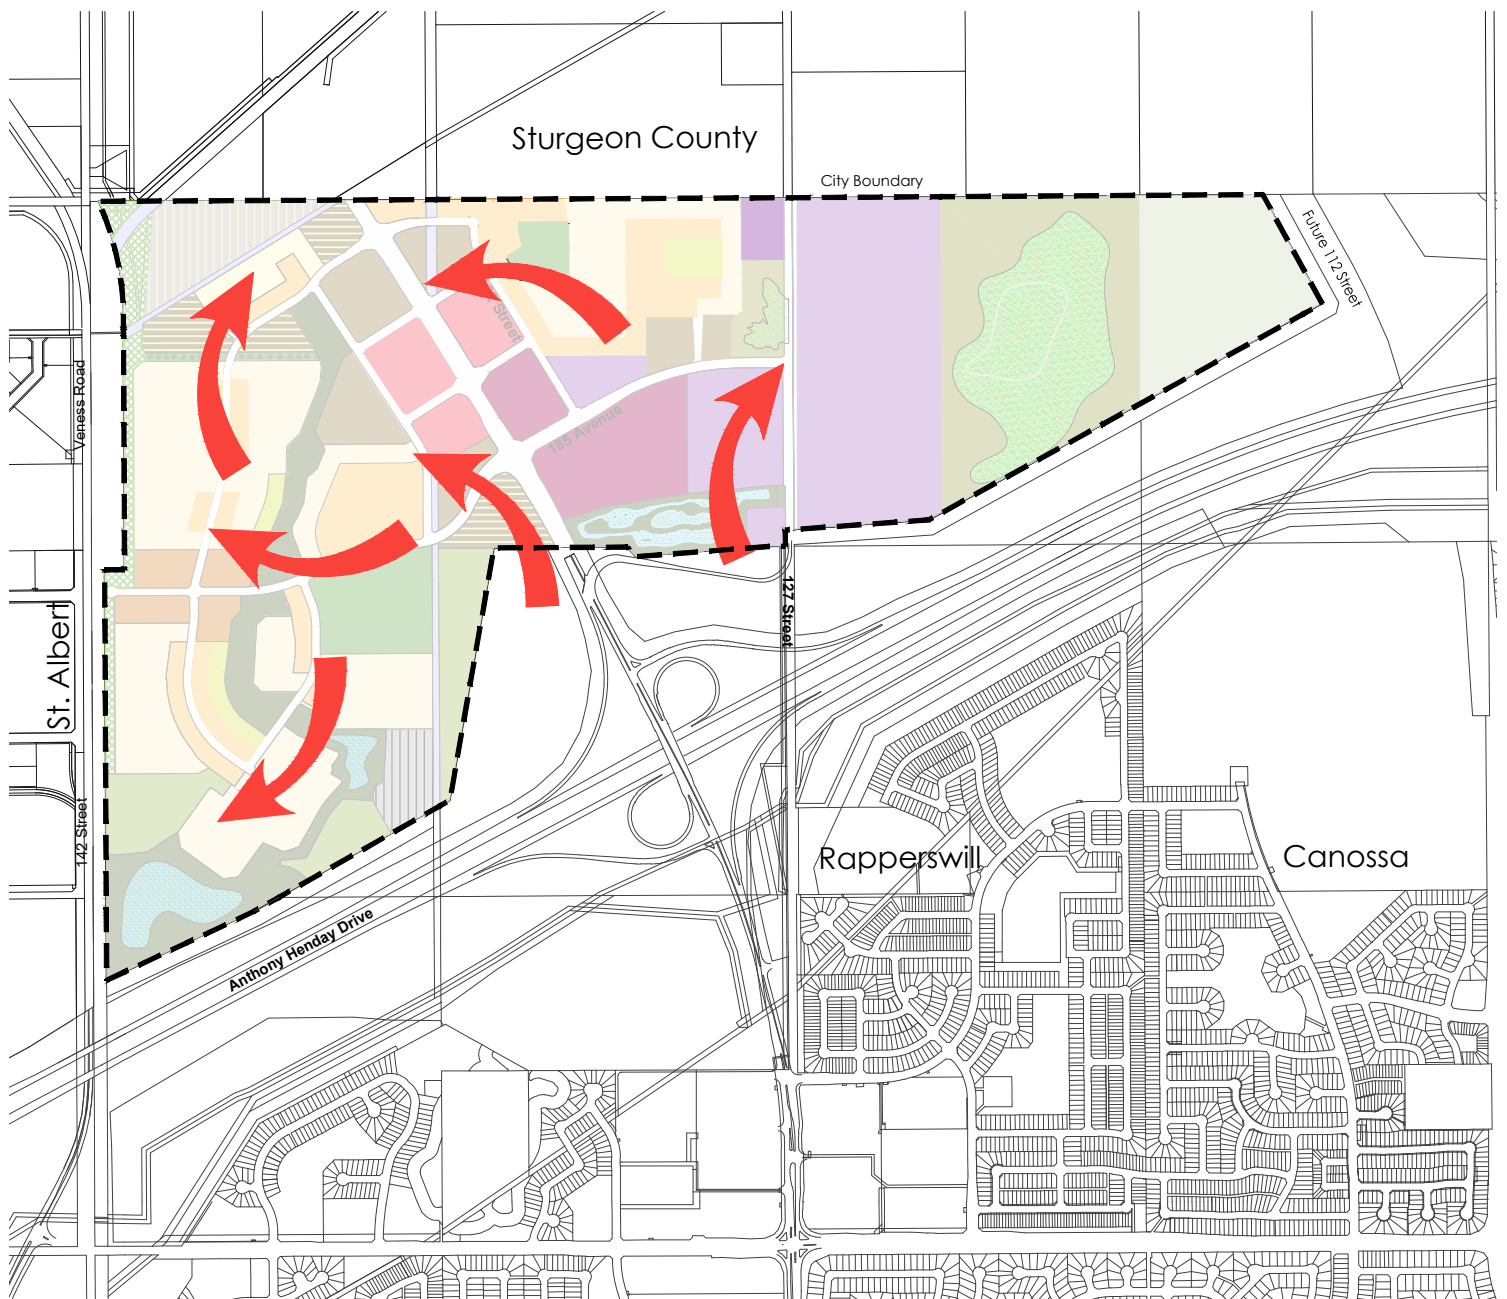 Sturgeon County
City Boundary
Future 112 Street
Veness Road
Street
185 Avenue
127 Street
St. Albert
142 Street
Rapperswill
Canossa
Anthony Henday Drive